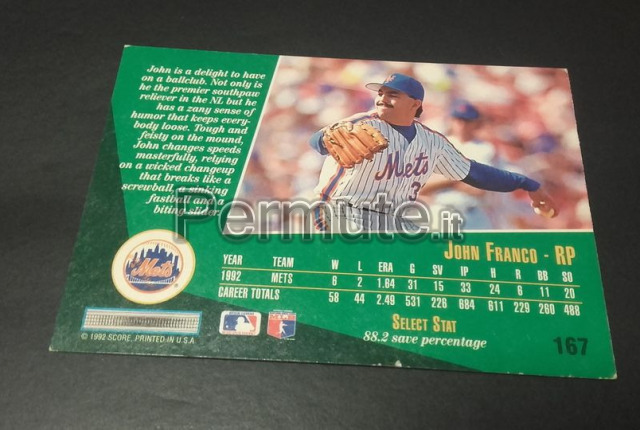 John is a delight to have
on a ballclub. Not only is
he the premier southpaw
reliever in the NL but he
has a zany sense of
humor that keeps every-
body loose. Tough and
feisty on the mound,
John changes speeds
masterfully, relying
on a wicked changeup
that breaks like a
screwball, a sinking
fastball and a
biting slider.
Mets
Permute.it
JOHN FRANCO - RP
YEAR TEAM W L ERA G SV IP H R BB SO
1992 METS 6 2 1.64 31 15 33 24 6 11 20
CAREER TOTALS 58 44 2.49 531 226 684 611 229 260 488
SELECT STAT
88.2 save percentage
Mets
© 1992 SCORE, PRINTED IN U.S.A.
167